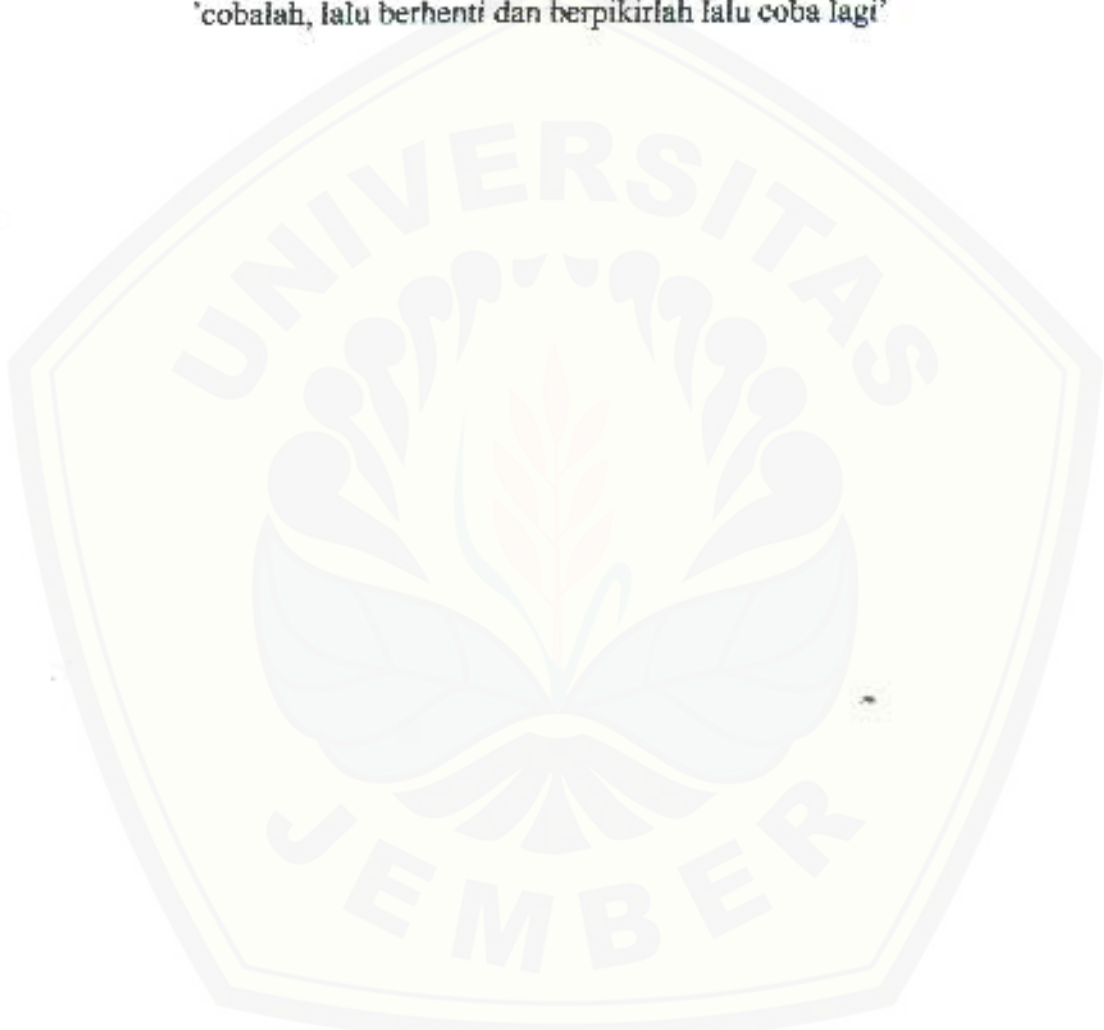 'cobalah, lalu berhenti dan berpikirlah lalu coba lagi'
UNIVERSITAS
JEMBER